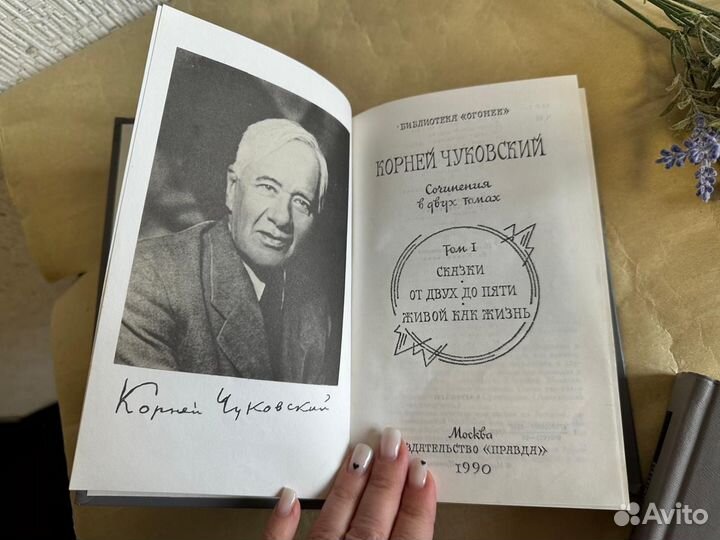 Корней Чуковский
·БИБЛИОТЕКА «ОГОНЕК»
КОРНЕЙ ЧУКОВСКИЙ
Сочинения
в двух томах
Том I
СКАЗКИ
·
ОТ ДВУХ ДО ПЯТИ
·
ЖИВОЙ КАК ЖИЗНЬ
Москва
ЗДАТЕЛЬСТВО «ПРАВДА»
1990
Avito